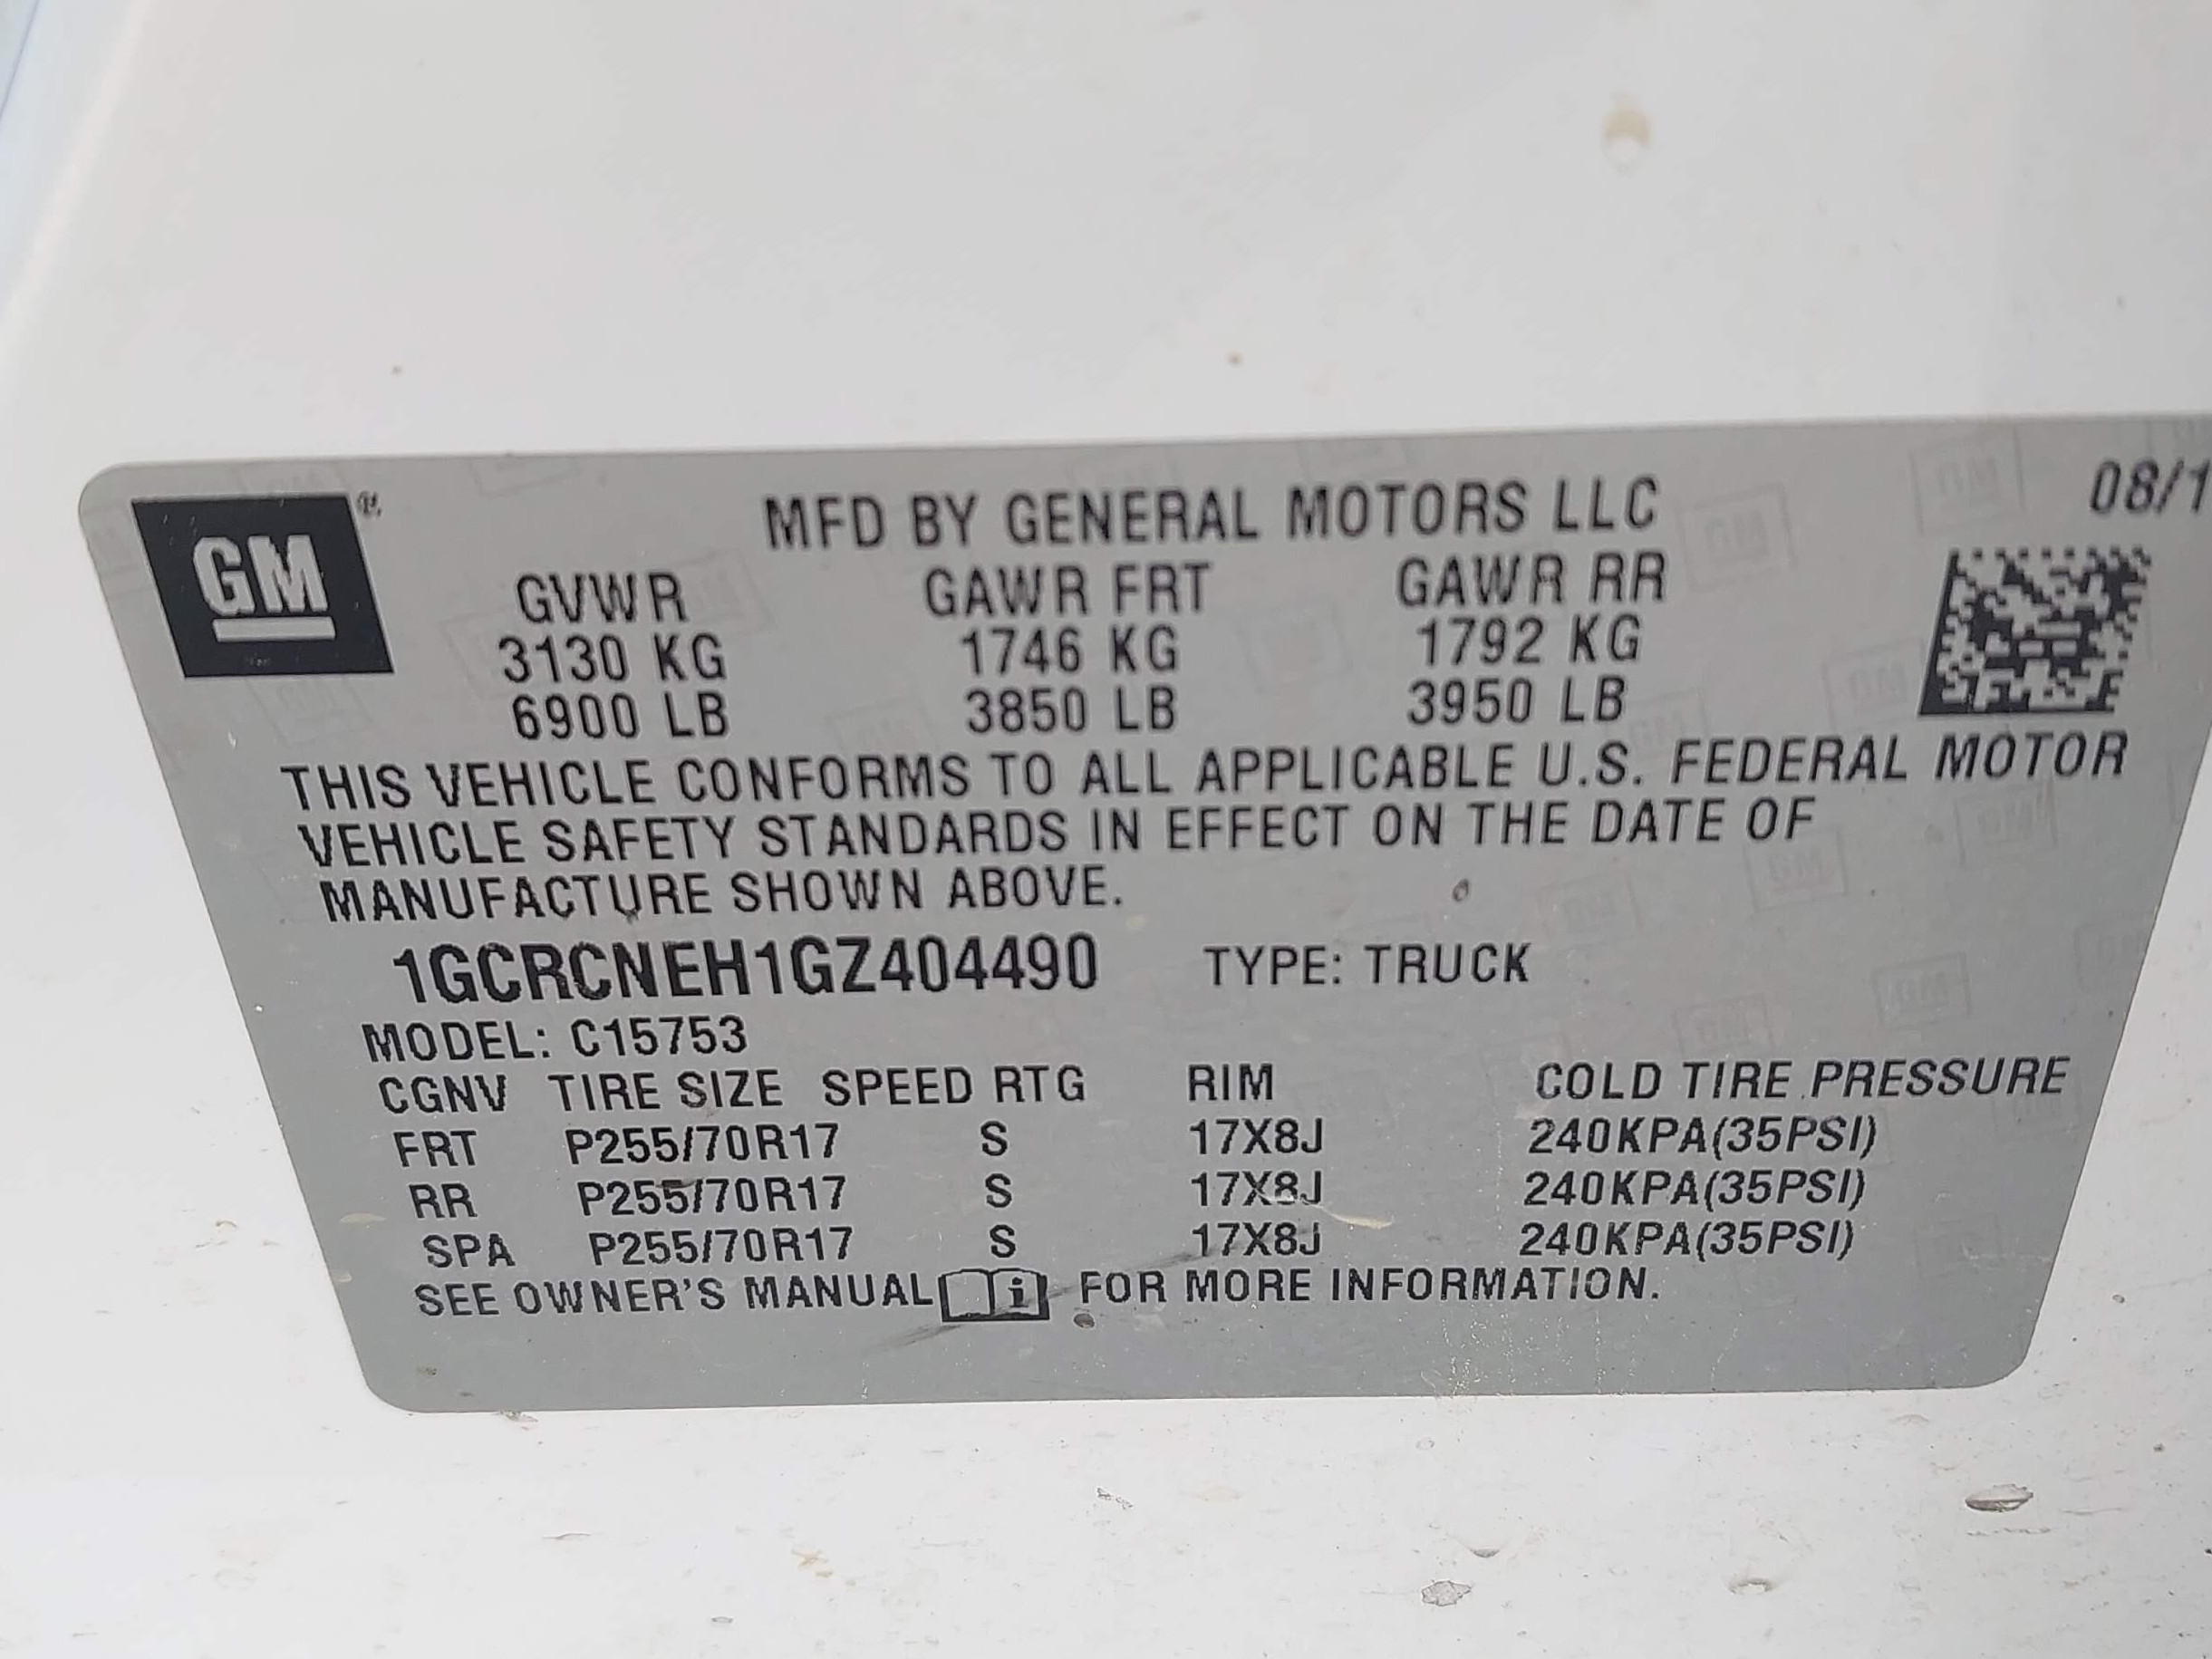 GM®
MFD BY GENERAL MOTORS LLC 08/1
GVWR GAWR FRT GAWR RR
3130 KG 1746 KG 1792 KG
6900 LB 3850 LB 3950 LB
THIS VEHICLE CONFORMS TO ALL APPLICABLE U.S. FEDERAL MOTOR
VEHICLE SAFETY STANDARDS IN EFFECT ON THE DATE OF
MANUFACTURE SHOWN ABOVE.
1GCRCNEH1GZ404490 TYPE: TRUCK
MODEL: C15753
CGNV TIRE SIZE SPEED RTG RIM COLD TIRE PRESSURE
FRT P255/70R17 S 17X8J 240KPA(35PSI)
RR P255/70R17 S 17X8J 240KPA(35PSI)
SPA P255/70R17 S 17X8J 240KPA(35PSI)
SEE OWNER'S MANUAL i FOR MORE INFORMATION.